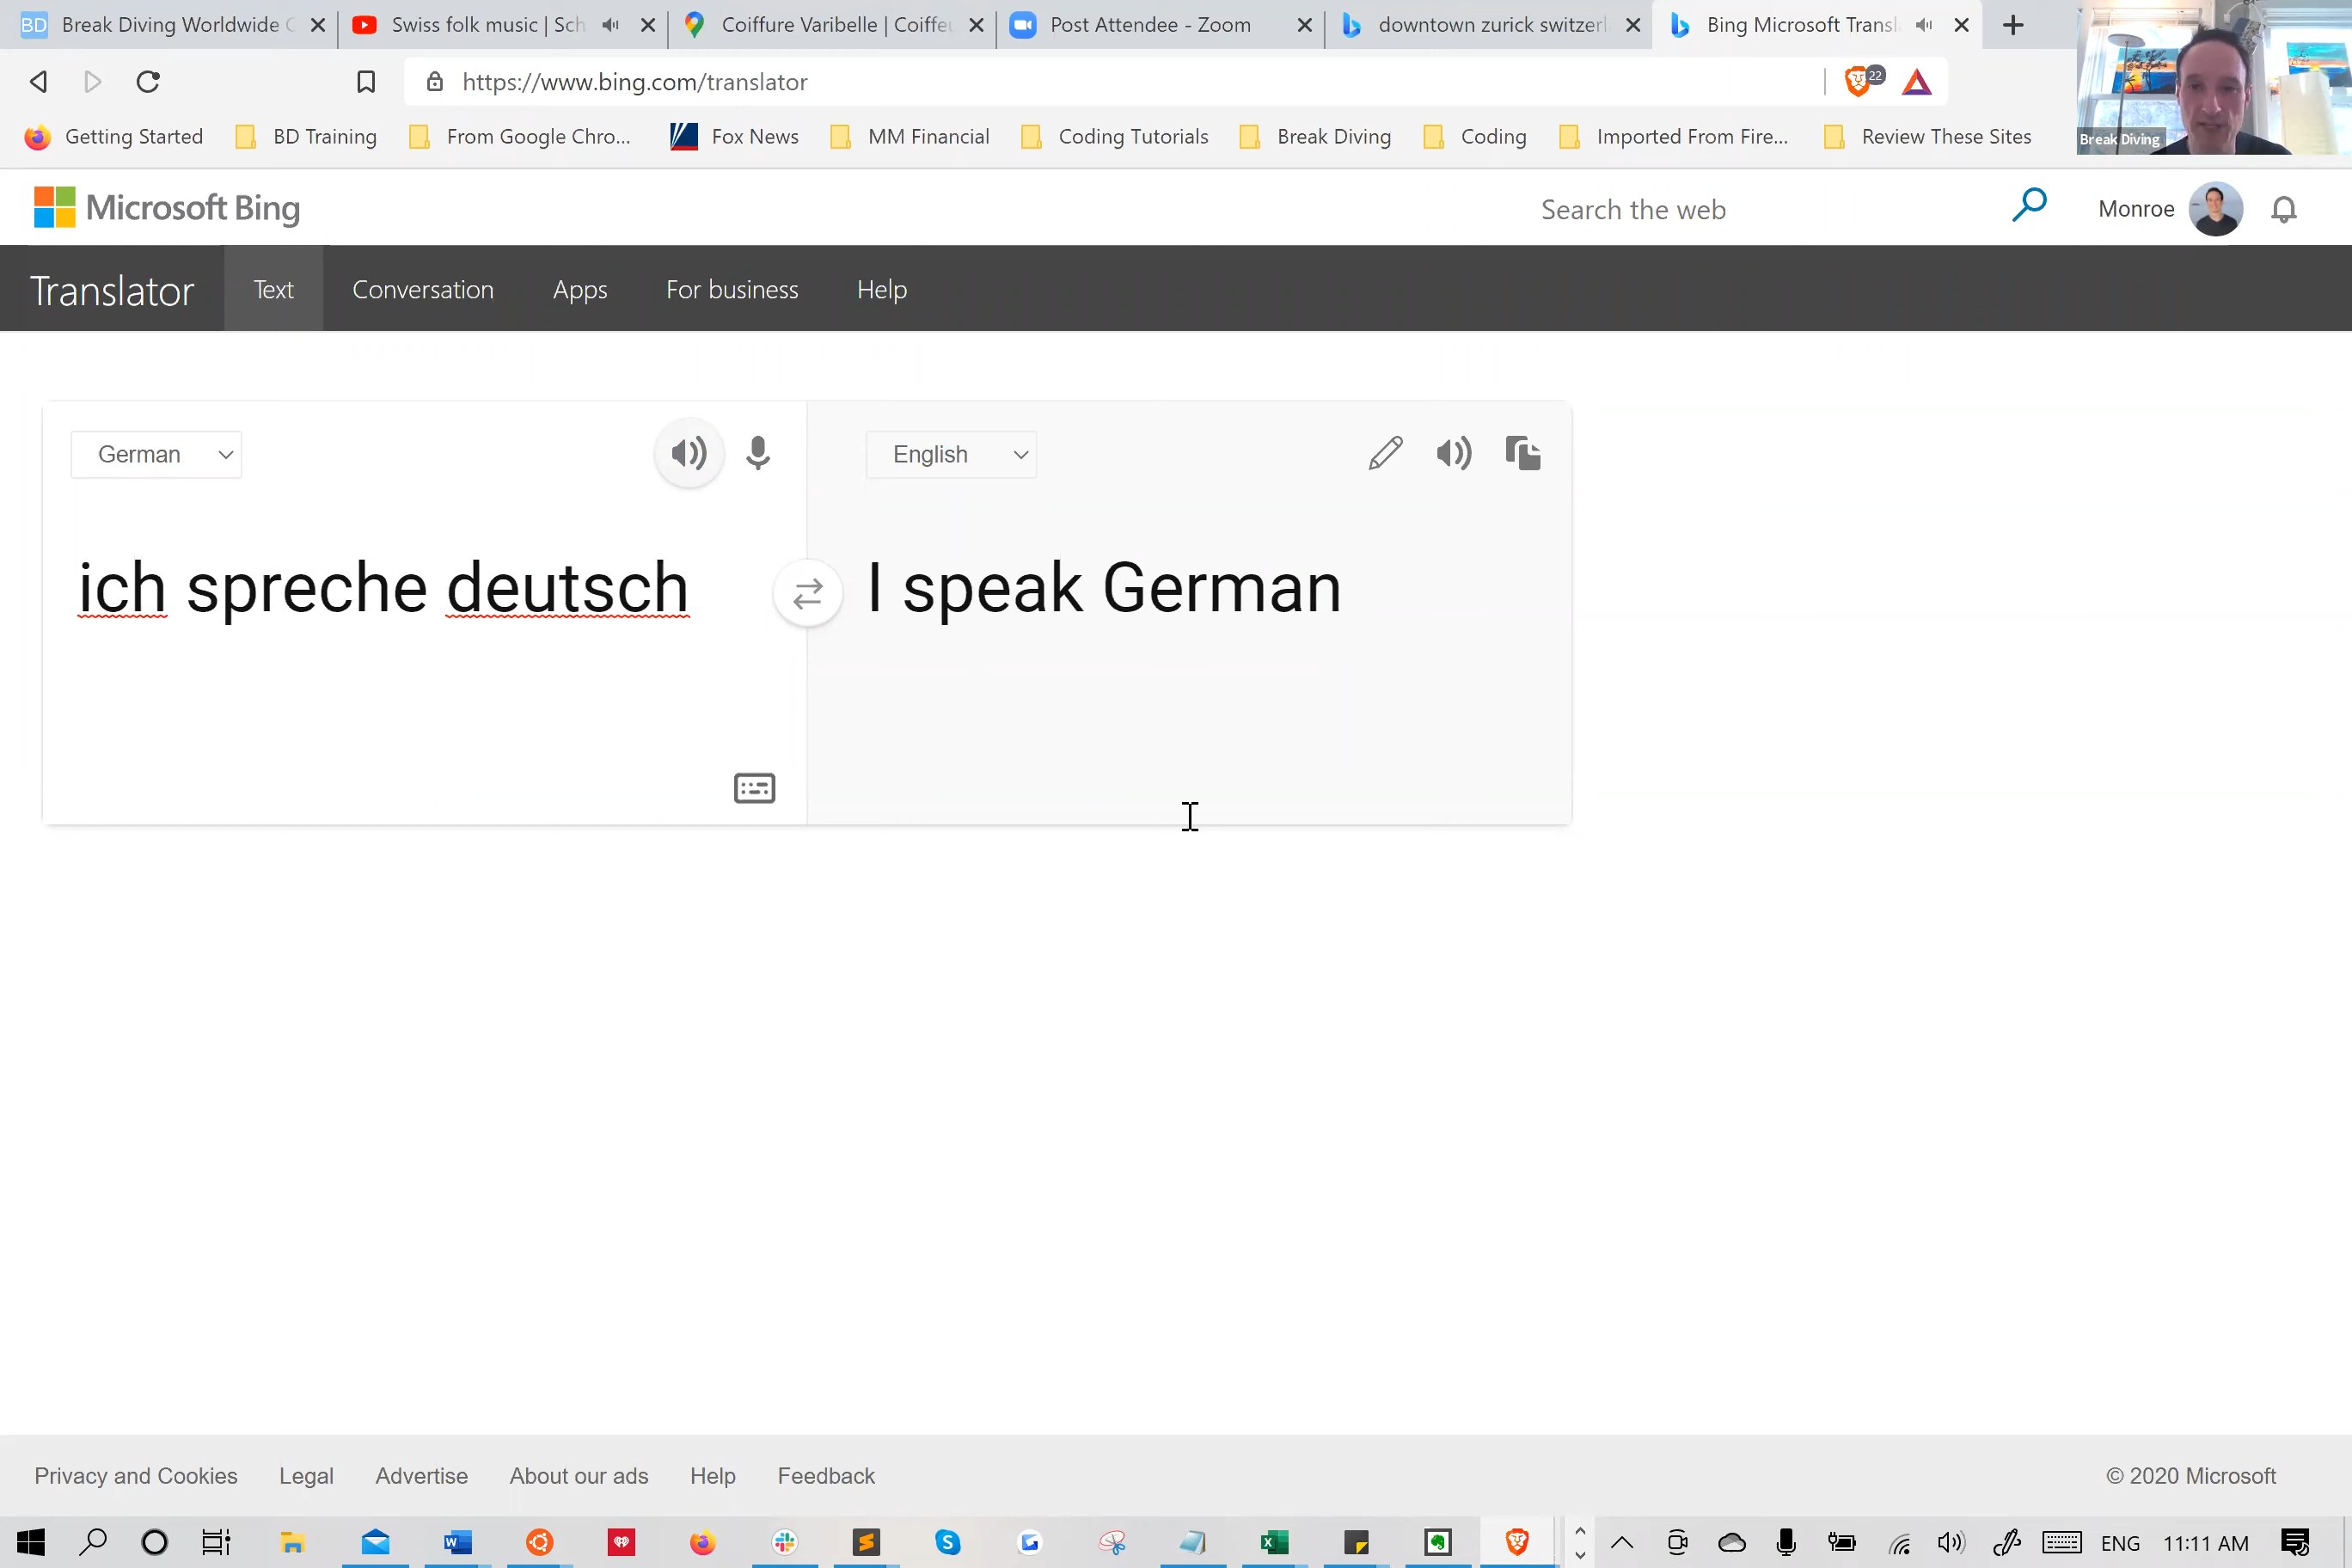 BD Break Diving Worldwide C
Swiss folk music | Sch
Coiffure Varibelle | Coiffeu
Post Attendee - Zoom
downtown zurick switzerl
Bing Microsoft Transl
https://www.bing.com/translator
22
Getting Started
BD Training
From Google Chro...
Fox News
MM Financial
Coding Tutorials
Break Diving
Coding
Imported From Fire...
Review These Sites
Break Diving
Microsoft Bing
Search the web
Monroe
Translator
Text
Conversation
Apps
For business
Help
German
English
ich spreche deutsch
I speak German
Privacy and Cookies
Legal
Advertise
About our ads
Help
Feedback
© 2020 Microsoft
ENG
11:11 AM